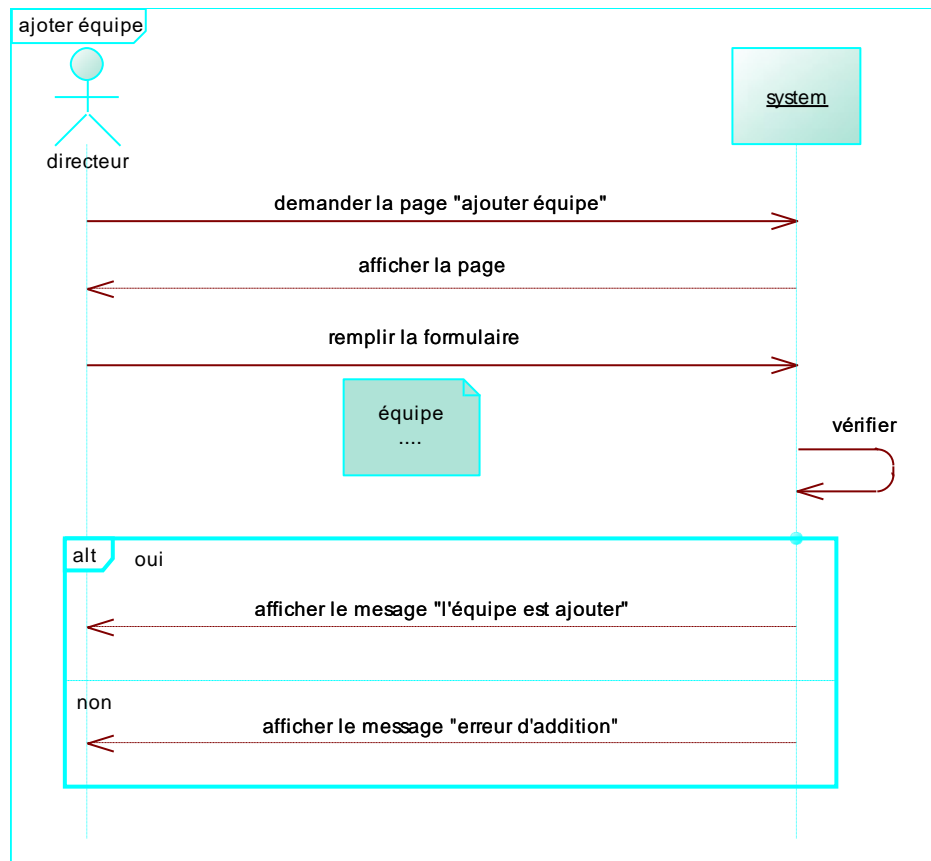 ajoter équipe
system
directeur
demander la page "ajouter équipe"
afficher la page
remplir la formulaire
équipe
....
vérifier
alt
oui
afficher le mesage "l'équipe est ajouter"
non
afficher le message "erreur d'addition"